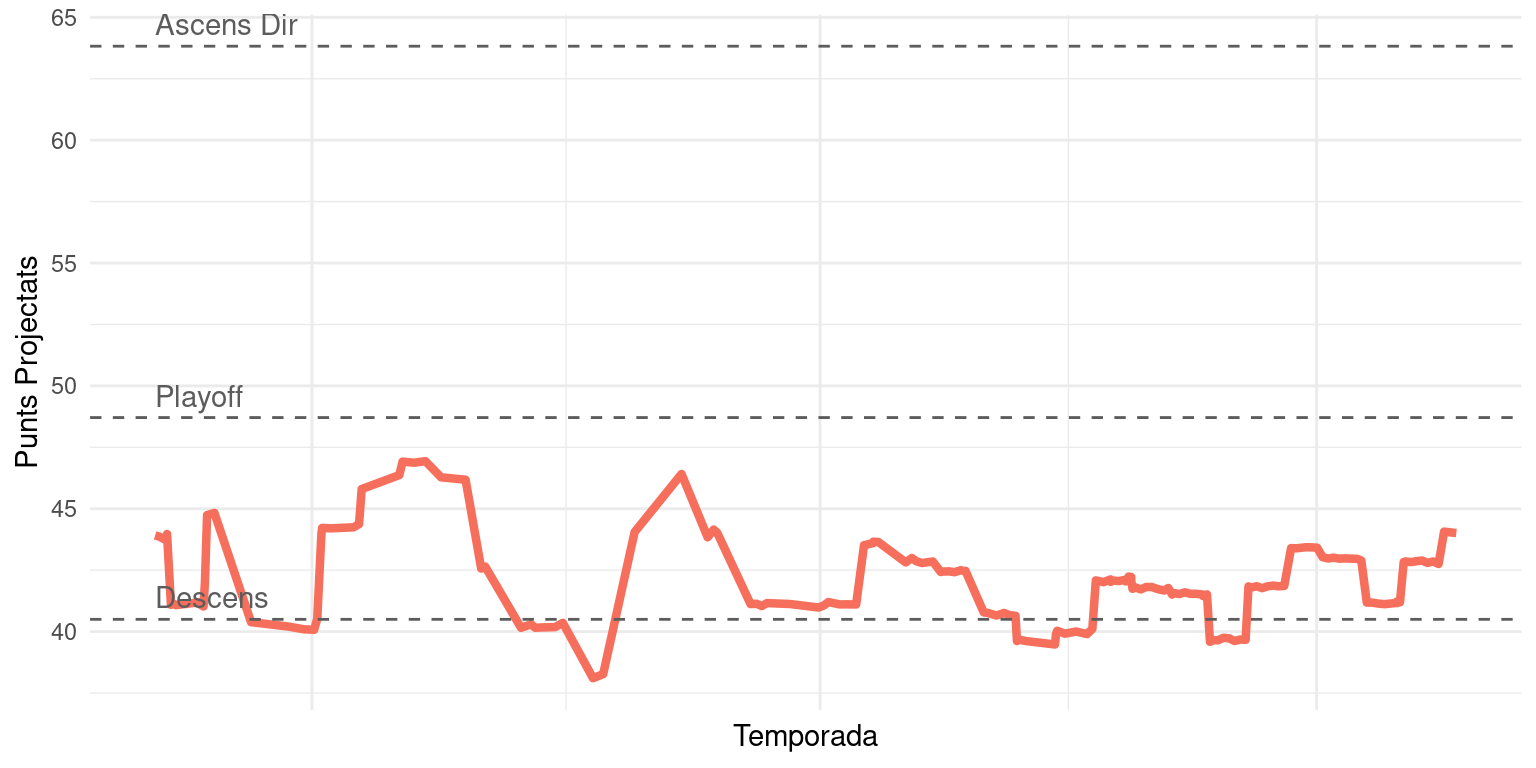 65
Ascens Dir
60
55
50
Playoff
45
Descens
40
Punts Projectats
Temporada